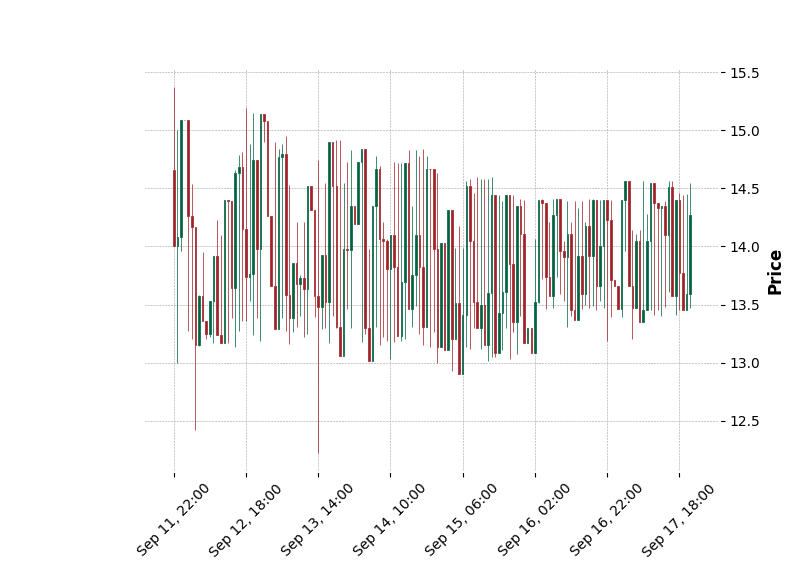 15.5
15.0
14.5
14.0
13.5
13.0
12.5
Price
Sep 11, 22:00
Sep 12, 18:00
Sep 13, 14:00
Sep 14, 10:00
Sep 15, 06:00
Sep 16, 02:00
Sep 16, 22:00
Sep 17, 18:00